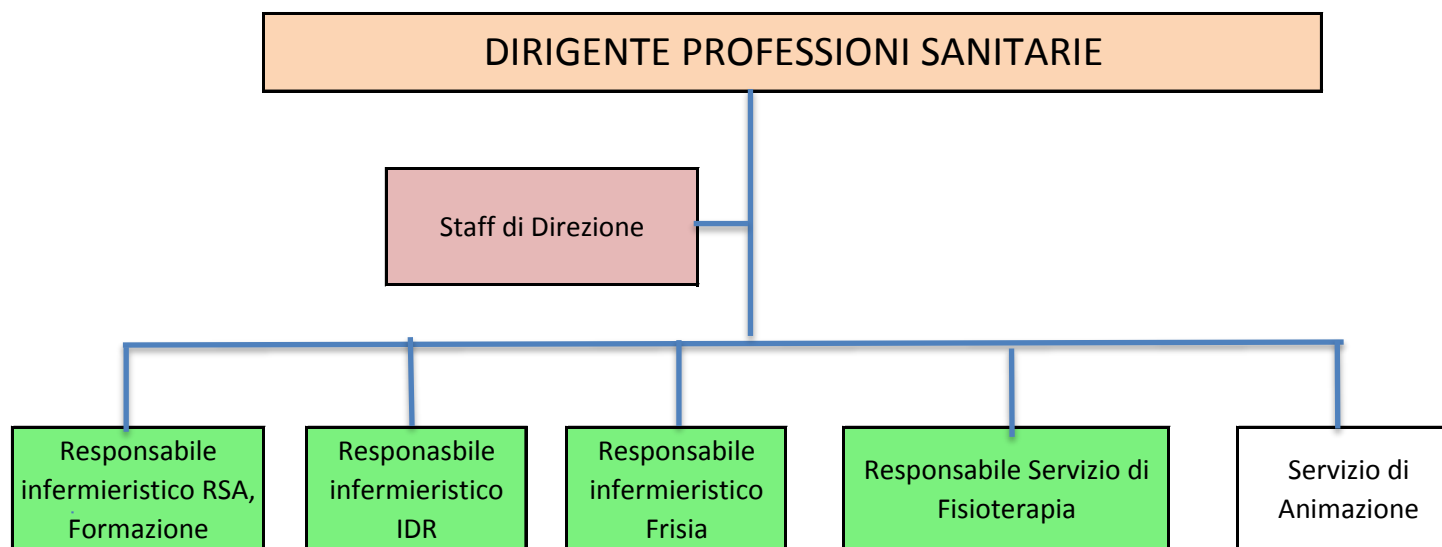 DIRIGENTE PROFESSIONI SANITARIE
Staff di Direzione
Responsabile
infermieristico RSA,
Formazione
Responasbile
infermieristico
IDR
Responsabile
infermieristico
Frisia
Responsabile Servizio di
Fisioterapia
Servizio di
Animazione